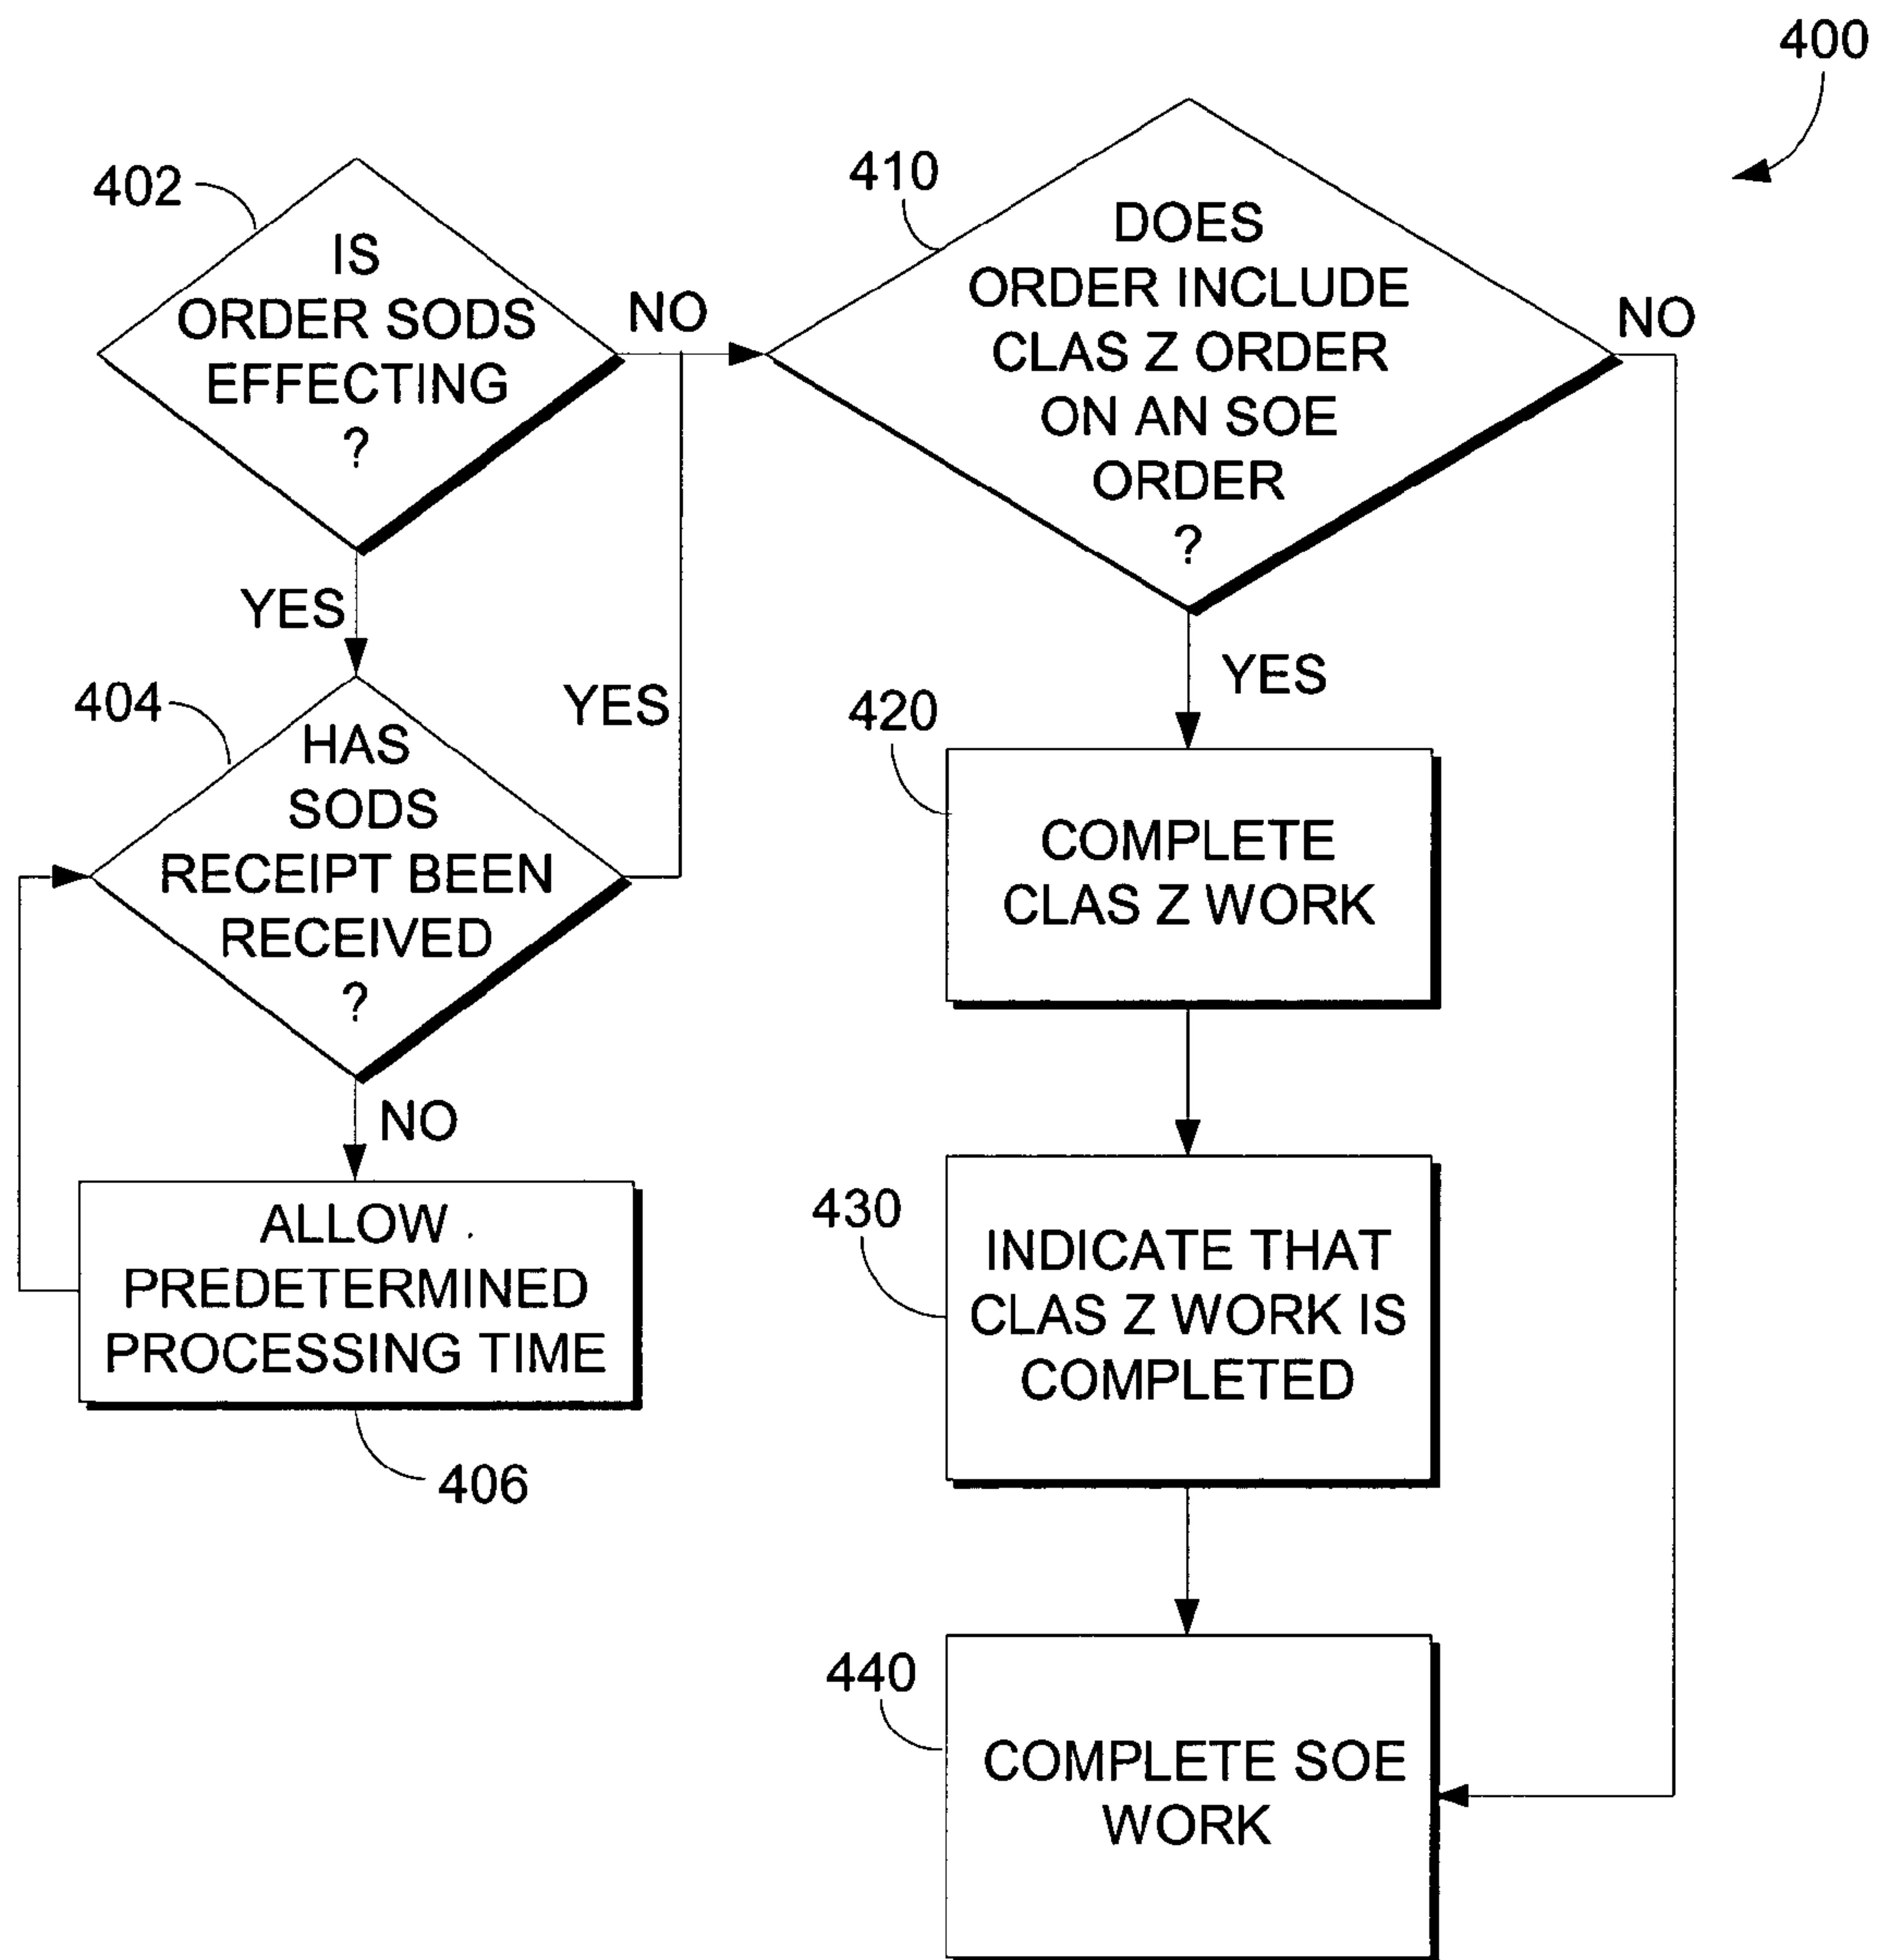 400
402
IS
ORDER SODS
EFFECTING
?
NO
YES
404
HAS
SODS
RECEIPT BEEN
RECEIVED
?
YES
NO
ALLOW
PREDETERMINED
PROCESSING TIME
406
410
DOES
ORDER INCLUDE
CLAS Z ORDER
ON AN SOE
ORDER
?
NO
YES
420
COMPLETE
CLAS Z WORK
430
INDICATE THAT
CLAS Z WORK IS
COMPLETED
440
COMPLETE SOE
WORK